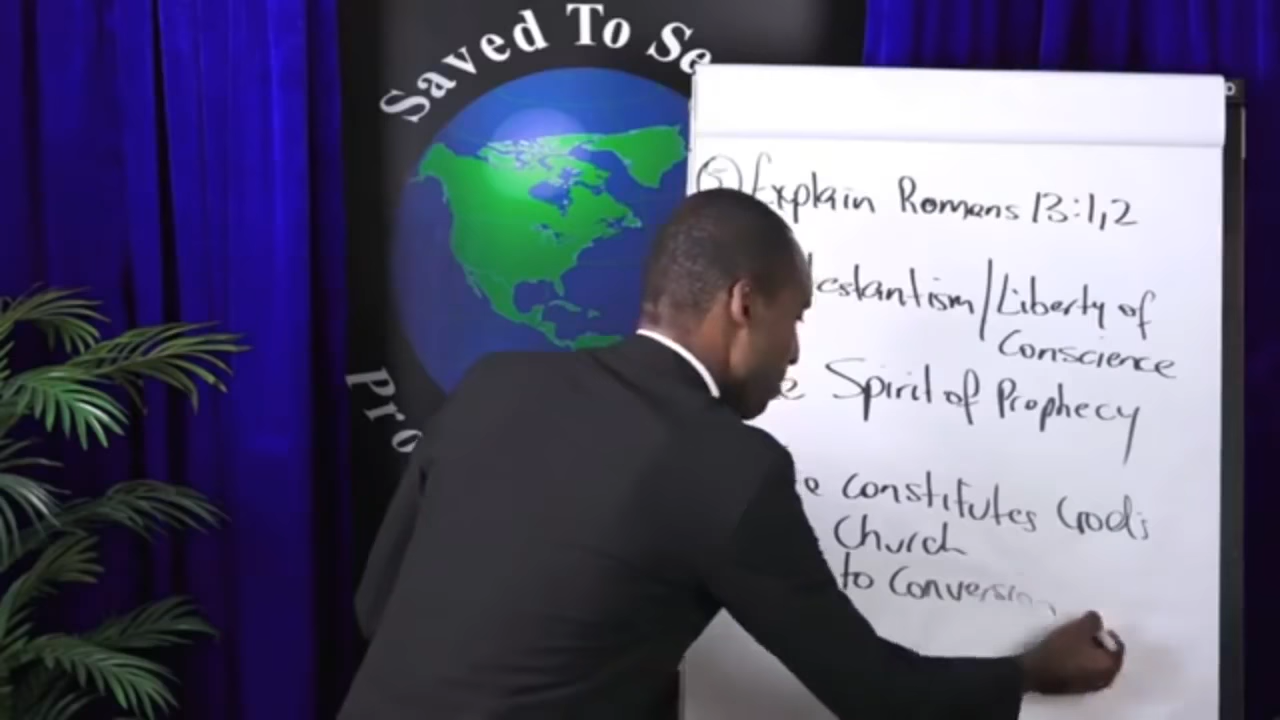 Saved To Se
Pro
⑤ Explain Romans 13:1,2
estantism/Liberty of
Conscience
e Spirit of Prophecy
e constitutes God's
Church
to Conversion